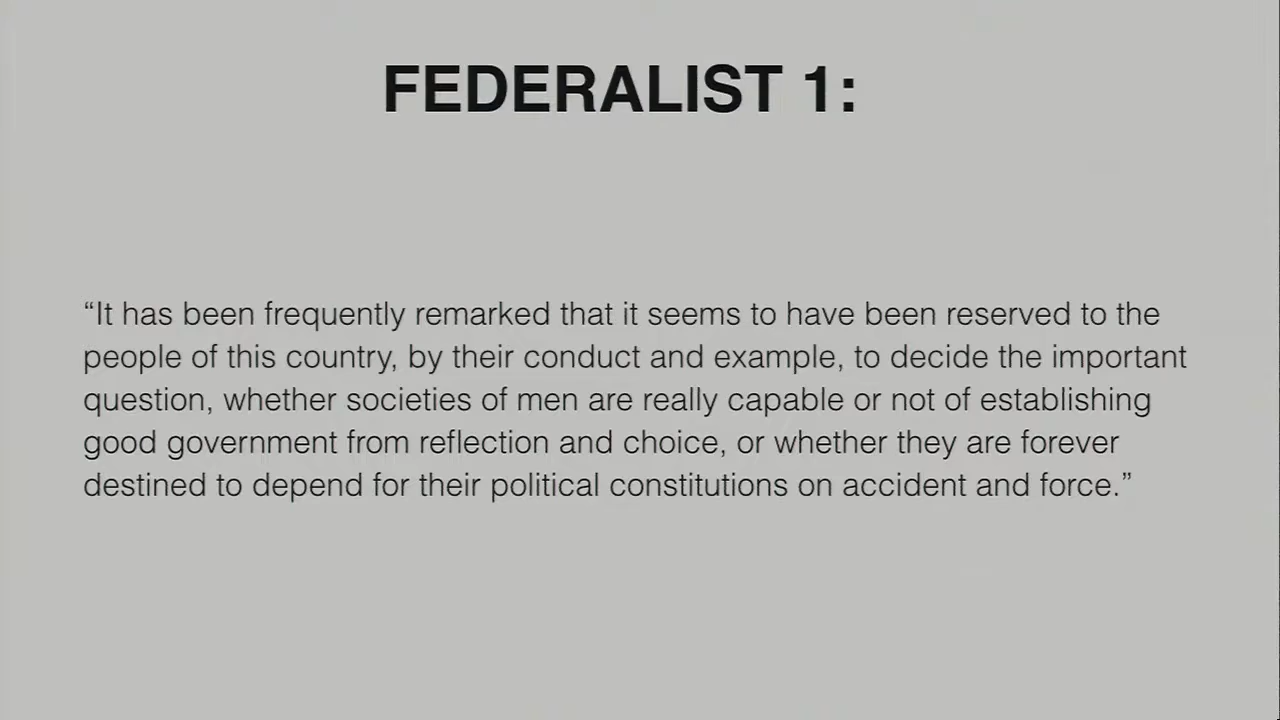 FEDERALIST 1:
“It has been frequently remarked that it seems to have been reserved to the
people of this country, by their conduct and example, to decide the important
question, whether societies of men are really capable or not of establishing
good government from reflection and choice, or whether they are forever
destined to depend for their political constitutions on accident and force.”